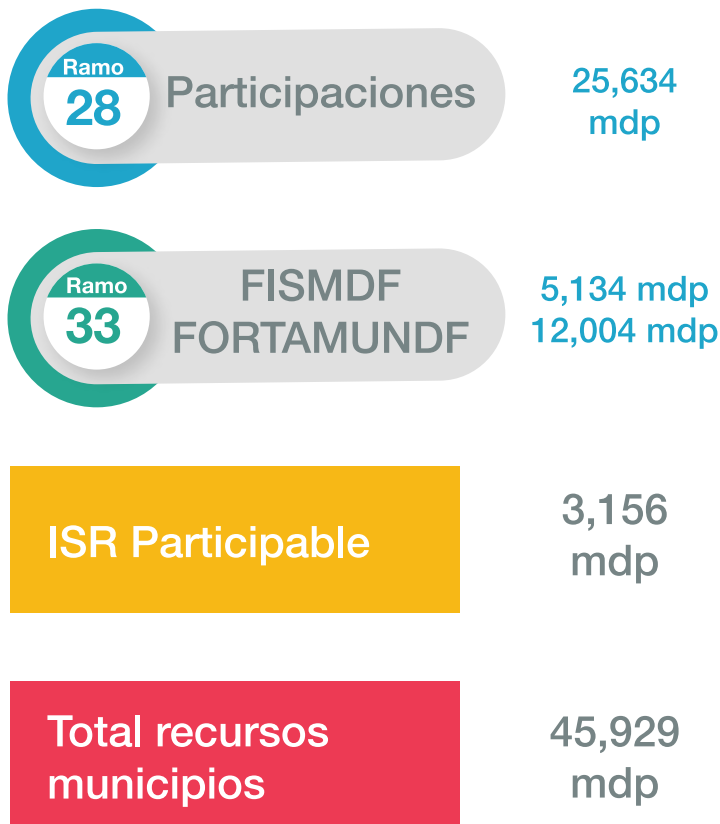 Ramo
28
Participaciones
25,634
mdp
Ramo
33
FISMDF
FORTAMUNDF
5,134 mdp
12,004 mdp
ISR Participable
3,156
mdp
Total recursos
municipios
45,929
mdp